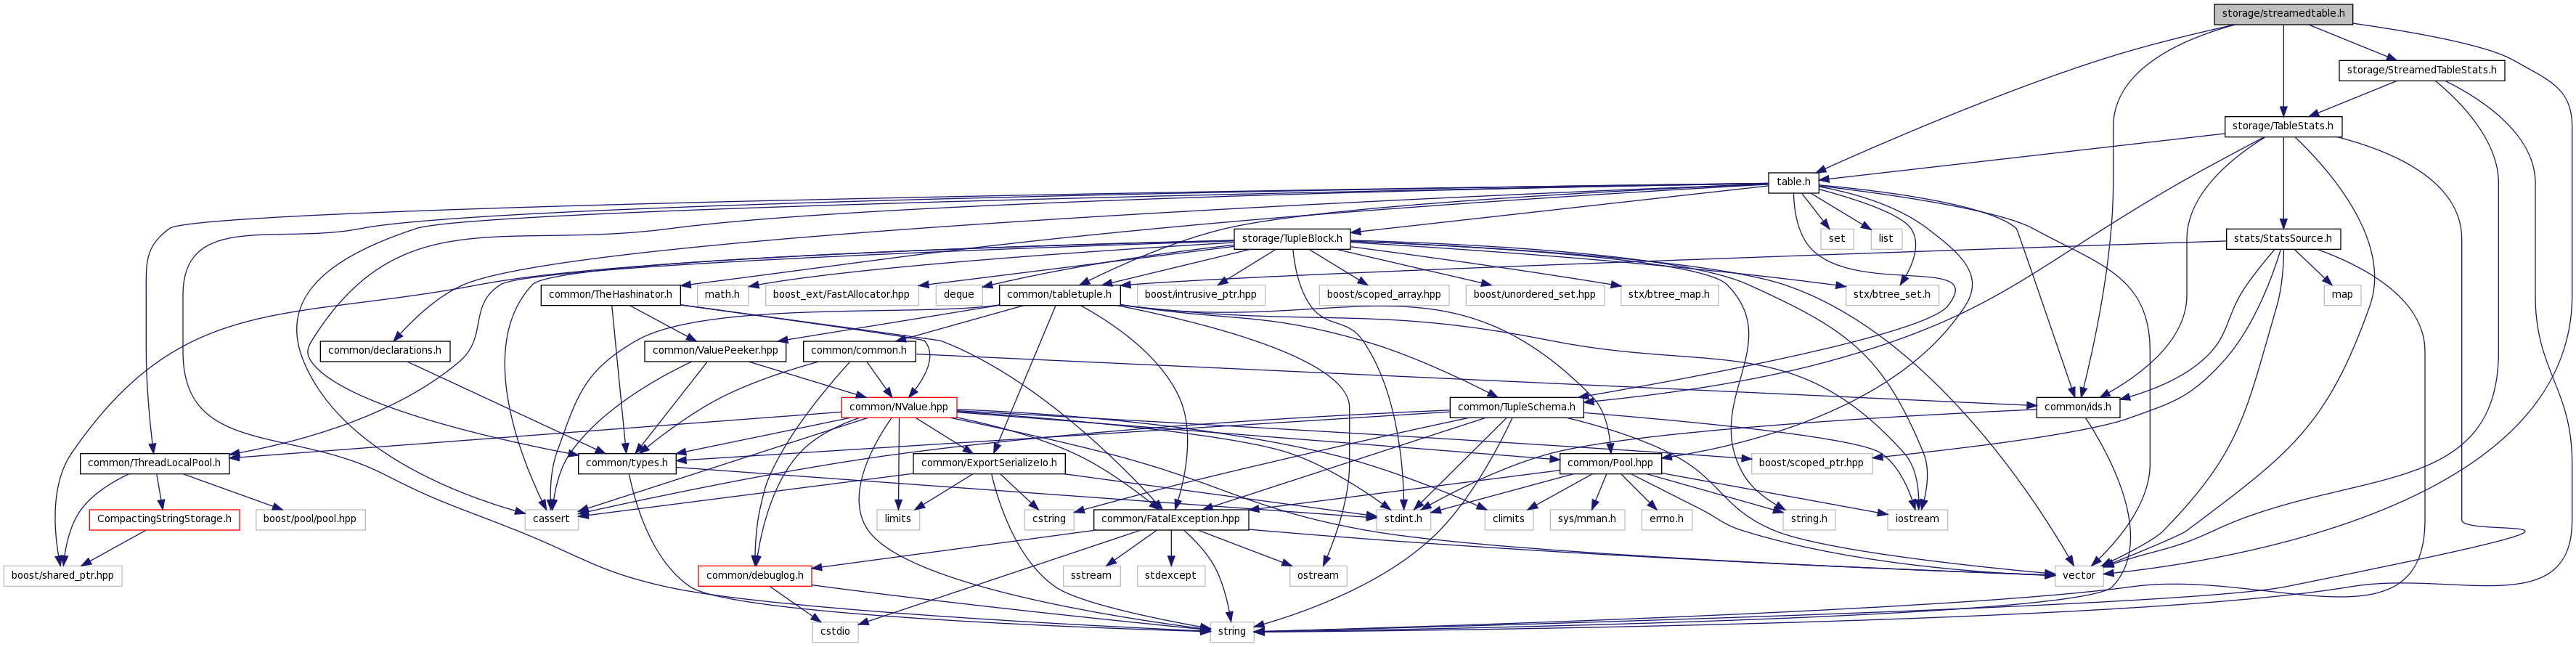 storage/streamedtable.h
storage/StreamedTableStats.h
storage/TableStats.h
table.h
storage/TupleBlock.h
set
list
stats/StatsSource.h
common/TheHashinator.h
math.h
boost_ext/FastAllocator.hpp
deque
common/tabletuple.h
boost/intrusive_ptr.hpp
boost/scoped_array.hpp
boost/unordered_set.hpp
stx/btree_map.h
stx/btree_set.h
map
common/declarations.h
common/ValuePeeker.hpp
common/common.h
common/NValue.hpp
common/TupleSchema.h
common/ids.h
common/ThreadLocalPool.h
common/types.h
common/ExportSerializeIo.h
common/Pool.hpp
boost/scoped_ptr.hpp
CompactingStringStorage.h
boost/pool/pool.hpp
cassert
limits
cstring
common/FatalException.hpp
stdint.h
climits
sys/mman.h
errno.h
string.h
iostream
boost/shared_ptr.hpp
common/debuglog.h
sstream
stdexcept
ostream
vector
cstdio
string